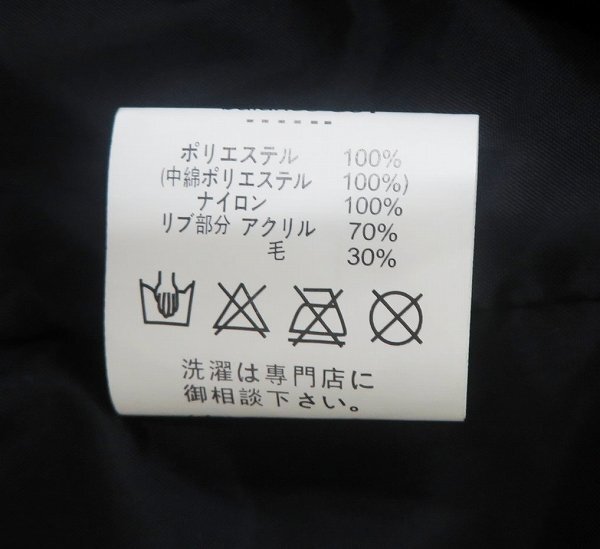 ポリエステル 100%
(中綿ポリエステル 100%)
ナイロン 100%
リブ部分 アクリル 70%
毛 30%
洗濯は専門店に
御相談下さい。